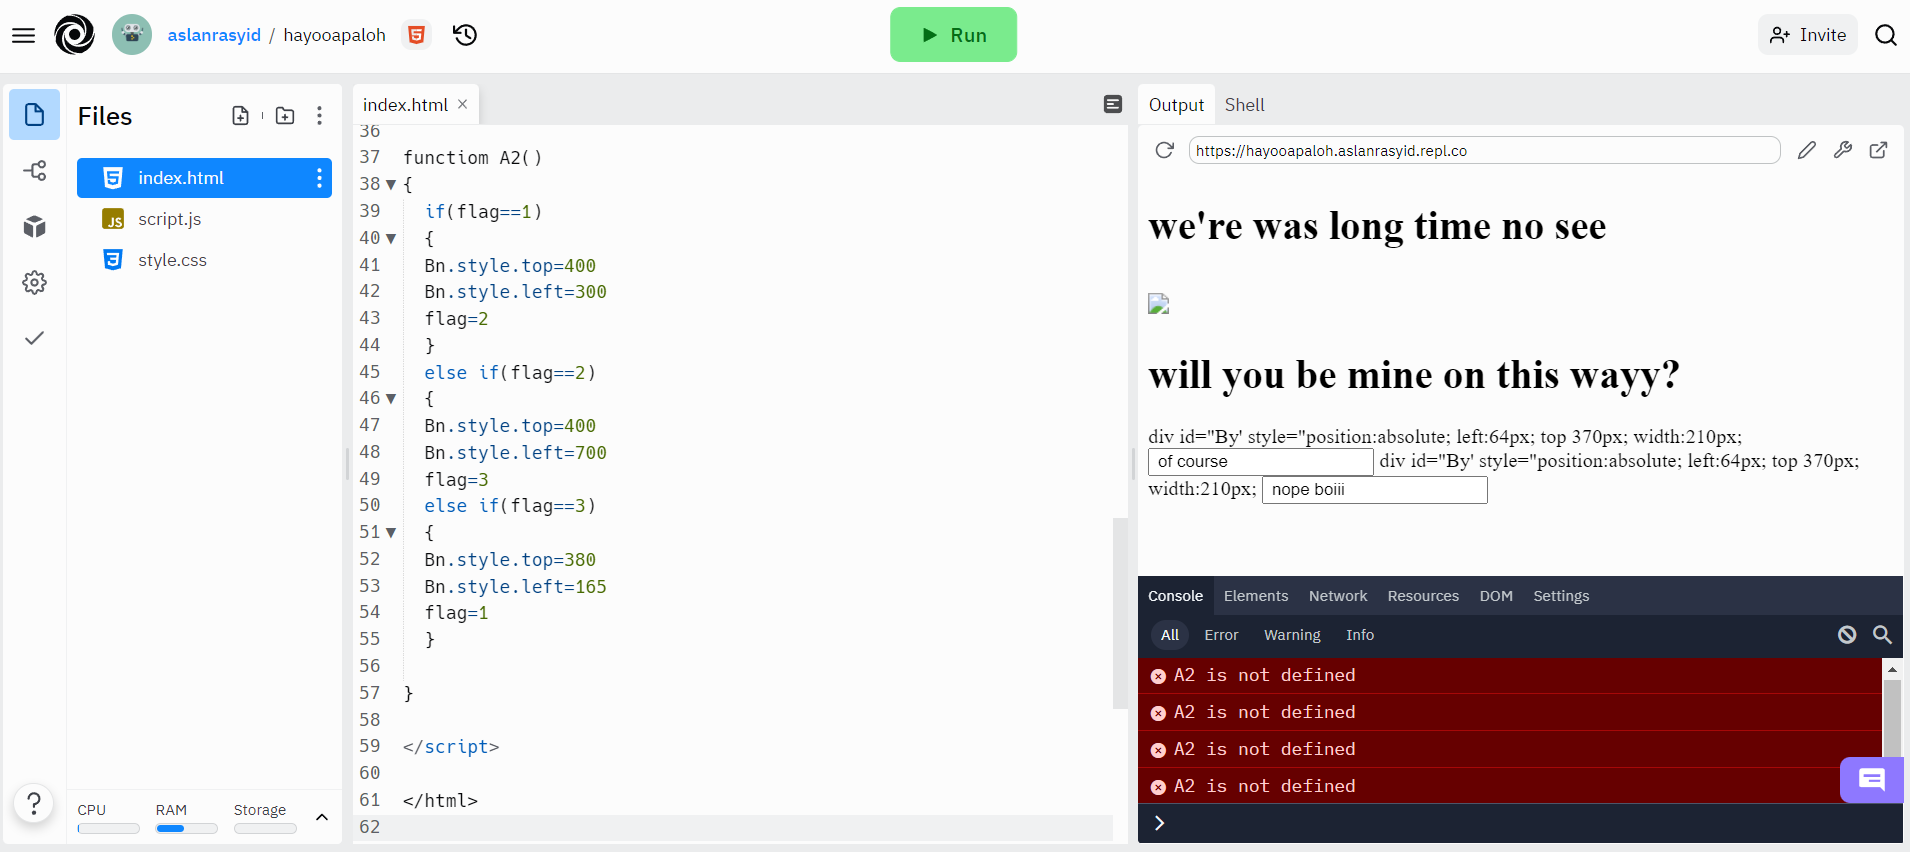 aslanrasyid / hayooapaloh
Run
Invite
Files
index.html
script.js
JS
style.css
CPU
RAM
Storage
?
index.html ×
36
37 functiom A2()
38 {
39 if(flag==1)
40 {
41 Bn.style.top=400
42 Bn.style.left=300
43 flag=2
44 }
45 else if(flag==2)
46 {
47 Bn.style.top=400
48 Bn.style.left=700
49 flag=3
50 else if(flag==3)
51 {
52 Bn.style.top=380
53 Bn.style.left=165
54 flag=1
55 }
56
57 }
58
59 </script>
60
61 </html>
62
Output Shell
https://hayooapaloh.aslanrasyid.repl.co
we're was long time no see
will you be mine on this wayy?
div id="By' style="position:absolute; left:64px; top 370px; width:210px;
of course div id="By' style="position:absolute; left:64px; top 370px;
width:210px; nope boiii
Console Elements Network Resources DOM Settings
All Error Warning Info
A2 is not defined
A2 is not defined
A2 is not defined
A2 is not defined